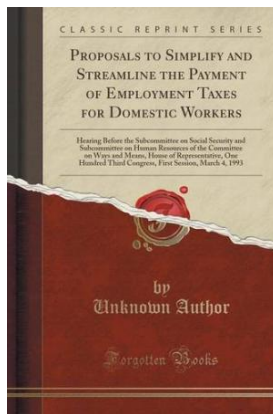 CLASSIC REPRINT SERIES
PROPOSALS TO SIMPLIFY AND
STREAMLINE THE PAYMENT
OF EMPLOYMENT TAXES
FOR DOMESTIC WORKERS
Hearing Before the Subcommittee on Social Security and
Subcommittee on Human Resources of the Committee
on Ways and Means, House of Representative, One
Hundred Third Congress, First Session, March 4, 1993
by
Unknown Author
Forgotten Books